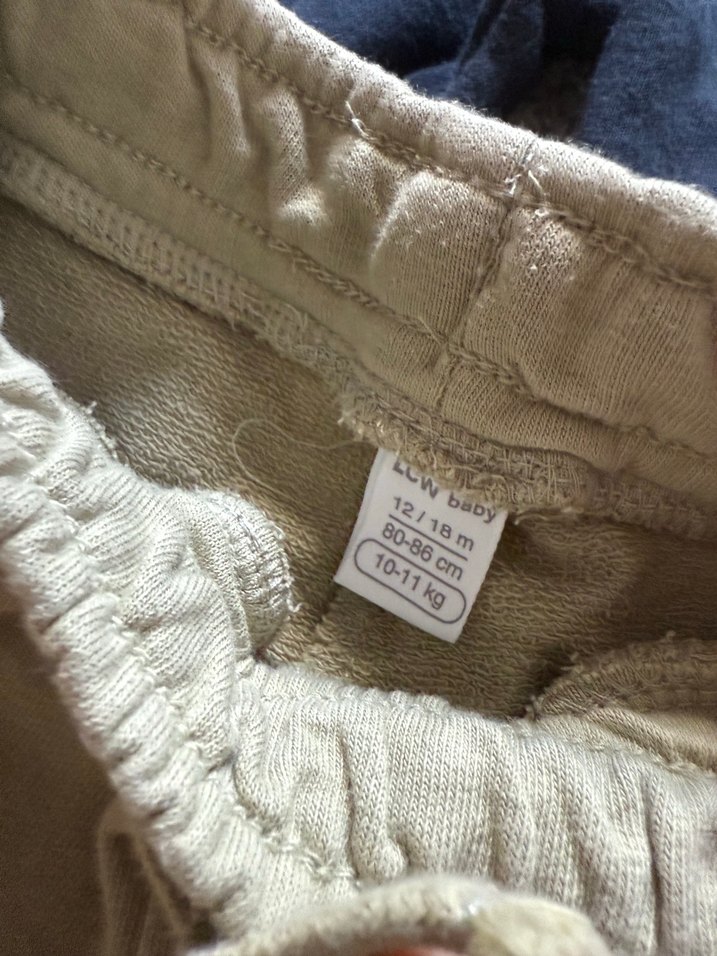 LCW baby
12 / 18 m
80-86 cm
10-11 kg